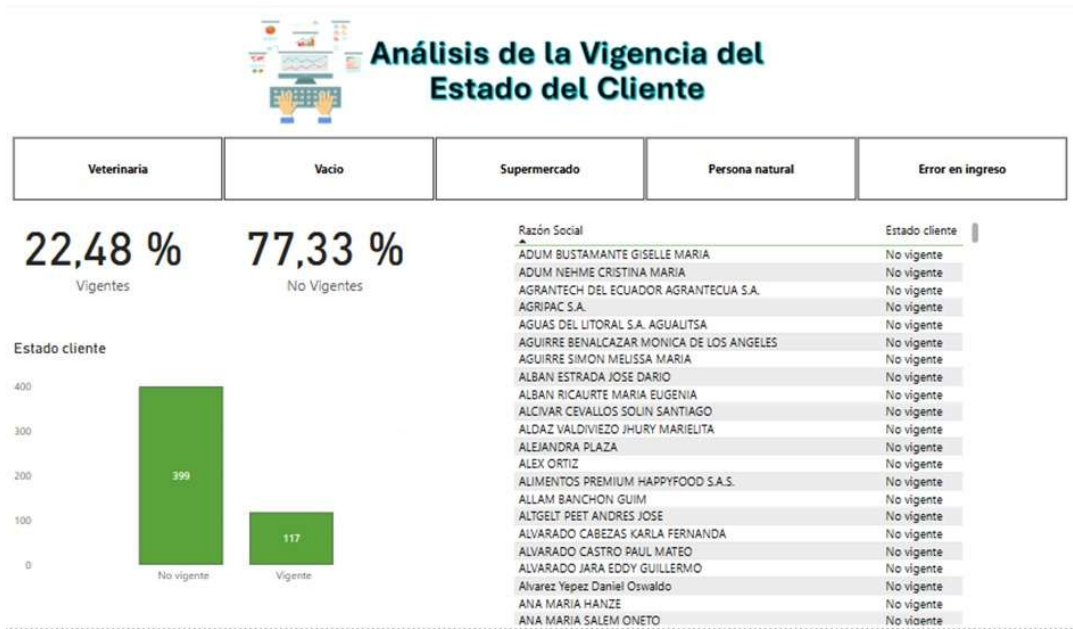 Análisis de la Vigencia del
Estado del Cliente
Veterinaria
Vacio
Supermercado
Persona natural
Error en ingreso
22,48 %
Vigentes
77,33 %
No Vigentes
Estado cliente
400
300
200
100
0
399
117
No vigente
Vigente
Razón Social Estado cliente
ADUM BUSTAMANTE GISELLE MARIA No vigente
ADUM NEHME CRISTINA MARIA No vigente
AGRANTECH DEL ECUADOR AGRANTECUA S.A. No vigente
AGRIPAC S.A. No vigente
AGUAS DEL LITORAL S.A. AGUALITSA No vigente
AGUIRRE BENALCAZAR MONICA DE LOS ANGELES No vigente
AGUIRRE SIMON MELISSA MARIA No vigente
ALBAN ESTRADA JOSE DARIO No vigente
ALBAN RICAURTE MARIA EUGENIA No vigente
ALCIVAR CEVALLOS SOLIN SANTIAGO No vigente
ALDAZ VALDIVIEZO JHURY MARIELITA No vigente
ALEJANDRA PLAZA No vigente
ALEX ORTIZ No vigente
ALIMENTOS PREMIUM HAPPYFOOD S.A.S. No vigente
ALLAM BANCHON GUIM No vigente
ALTGELT PEET ANDRES JOSE No vigente
ALVARADO CABEZAS KARLA FERNANDA No vigente
ALVARADO CASTRO PAUL MATEO No vigente
ALVARADO JARA EDDY GUILLERMO No vigente
Alvarez Yepez Daniel Oswaldo No vigente
ANA MARIA HANZE No vigente
ANA MARIA SALEM ONETO No vigente